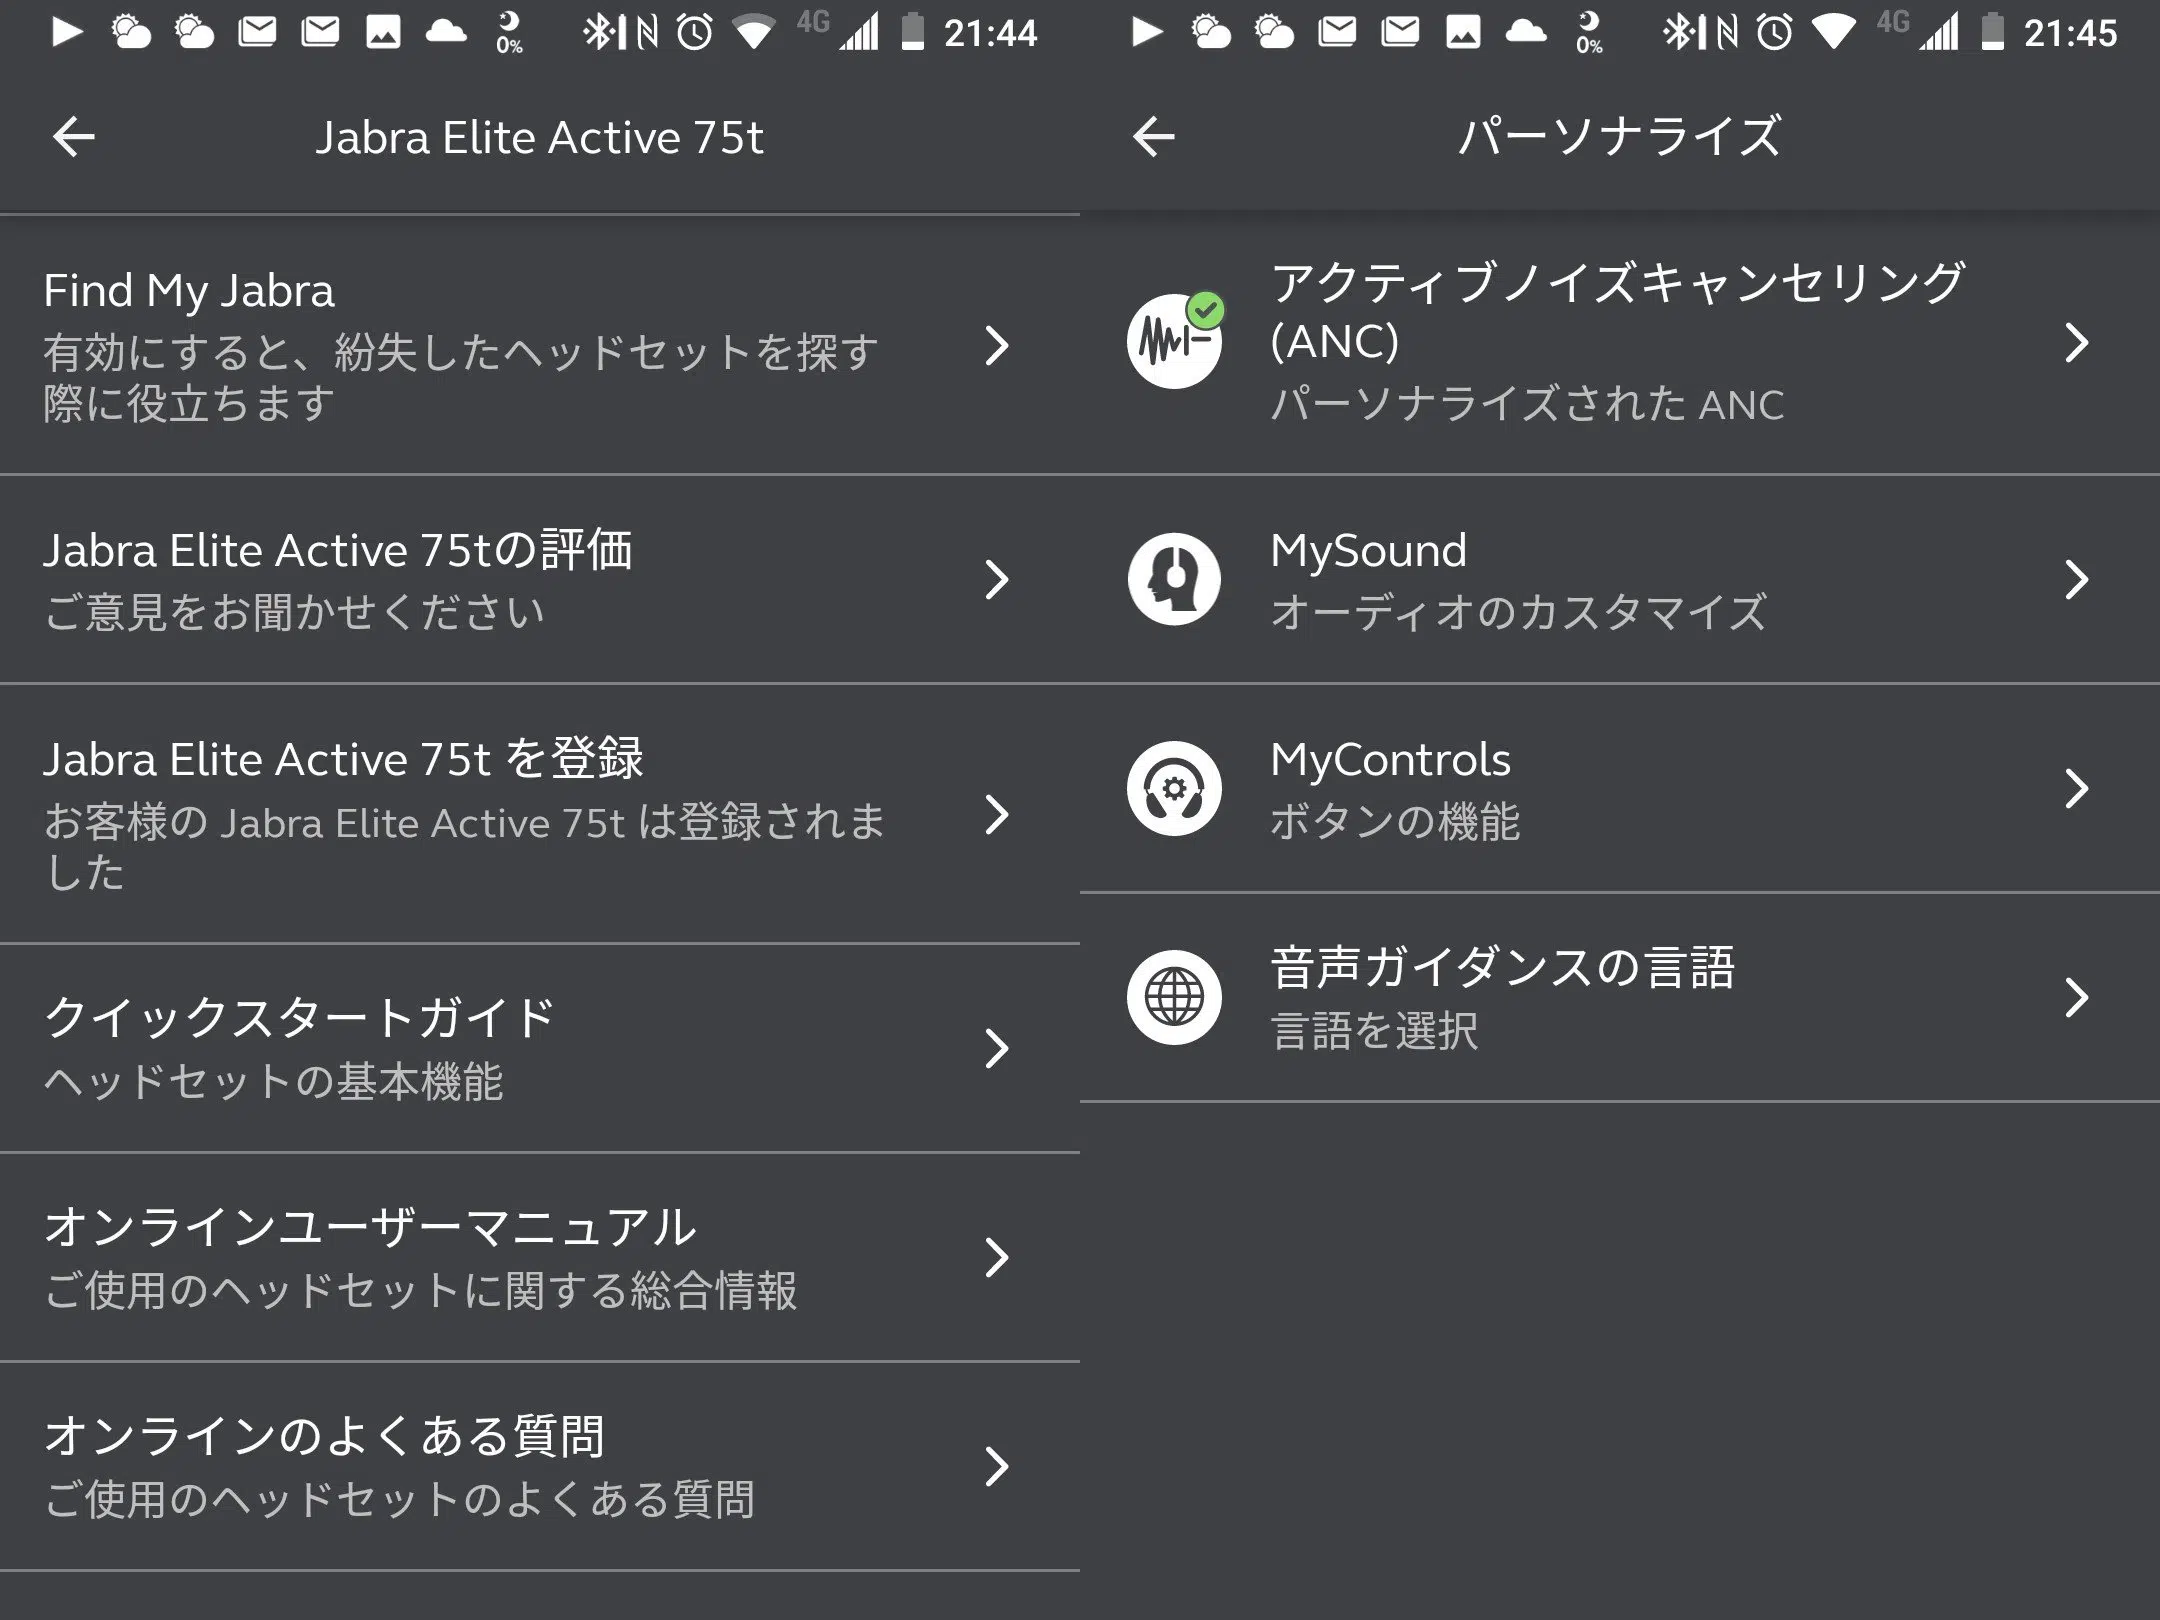 0%
4G
21:44
Jabra Elite Active 75t
Find My Jabra
有効にすると、紛失したヘッドセットを探す
際に役立ちます
Jabra Elite Active 75tの評価
ご意見をお聞かせください
Jabra Elite Active 75t を登録
お客様の Jabra Elite Active 75t は登録されま
した
クイックスタートガイド
ヘッドセットの基本機能
オンラインユーザーマニュアル
ご使用のヘッドセットに関する総合情報
オンラインのよくある質問
ご使用のヘッドセットのよくある質問
0%
4G
21:45
パーソナライズ
アクティブノイズキャンセリング
(ANC)
パーソナライズされた ANC
MySound
オーディオのカスタマイズ
MyControls
ボタンの機能
音声ガイダンスの言語
言語を選択